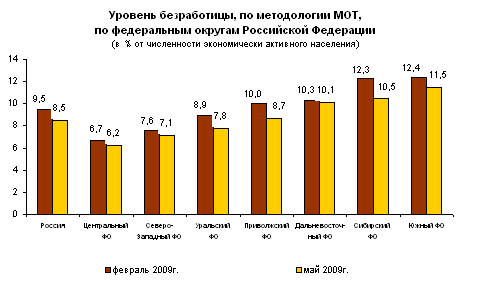 Уровень безработицы, по методологии МОТ,
по федеральным округам Российской Федерации
(в % от численности экономически активного населения)
14
12
10
8
6
4
2
0
9,5
8,5
6,7
6,2
7,6
7,1
8,9
7,8
10,0
8,7
10,3
10,1
12,3
10,5
12,4
11,5
Россия
Центральный
ФО
Северо-
Западный ФО
Уральский
ФО
Приволжский
ФО
Дальневосточ-
ный ФО
Сибирский
ФО
Южный ФО
февраль 2009г.
май 2009г.